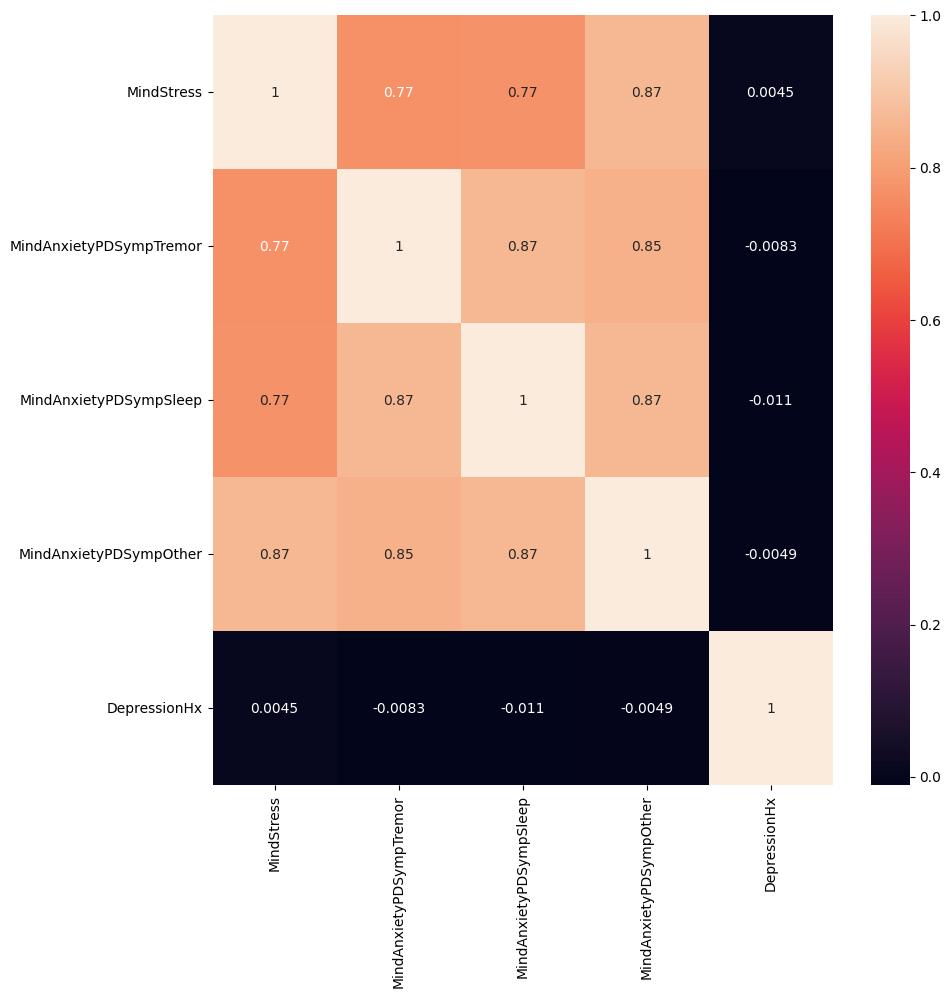 MindStress 1 0.77 0.77 0.87 0.0045
MindAnxietyPDSympTremor 0.77 1 0.87 0.85 -0.0083
MindAnxietyPDSympSleep 0.77 0.87 1 0.87 -0.011
MindAnxietyPDSympOther 0.87 0.85 0.87 1 -0.0049
DepressionHx 0.0045 -0.0083 -0.011 -0.0049 1
MindStress
MindAnxietyPDSympTremor
MindAnxietyPDSympSleep
MindAnxietyPDSympOther
DepressionHx
1.0
0.8
0.6
0.4
0.2
0.0